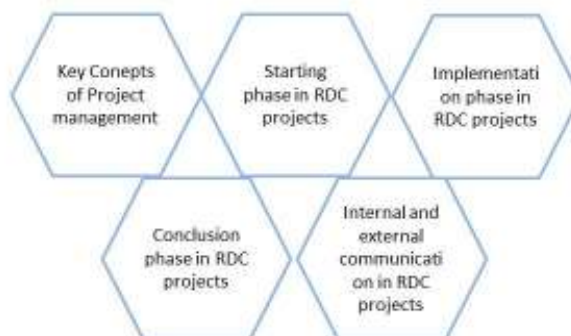 Key Conepts
of Project
management
Starting
phase in RDC
projects
Implementati
on phase in
RDC projects
Conclusion
phase in RDC
projects
Internal and
external
communicati
on in RDC
projects